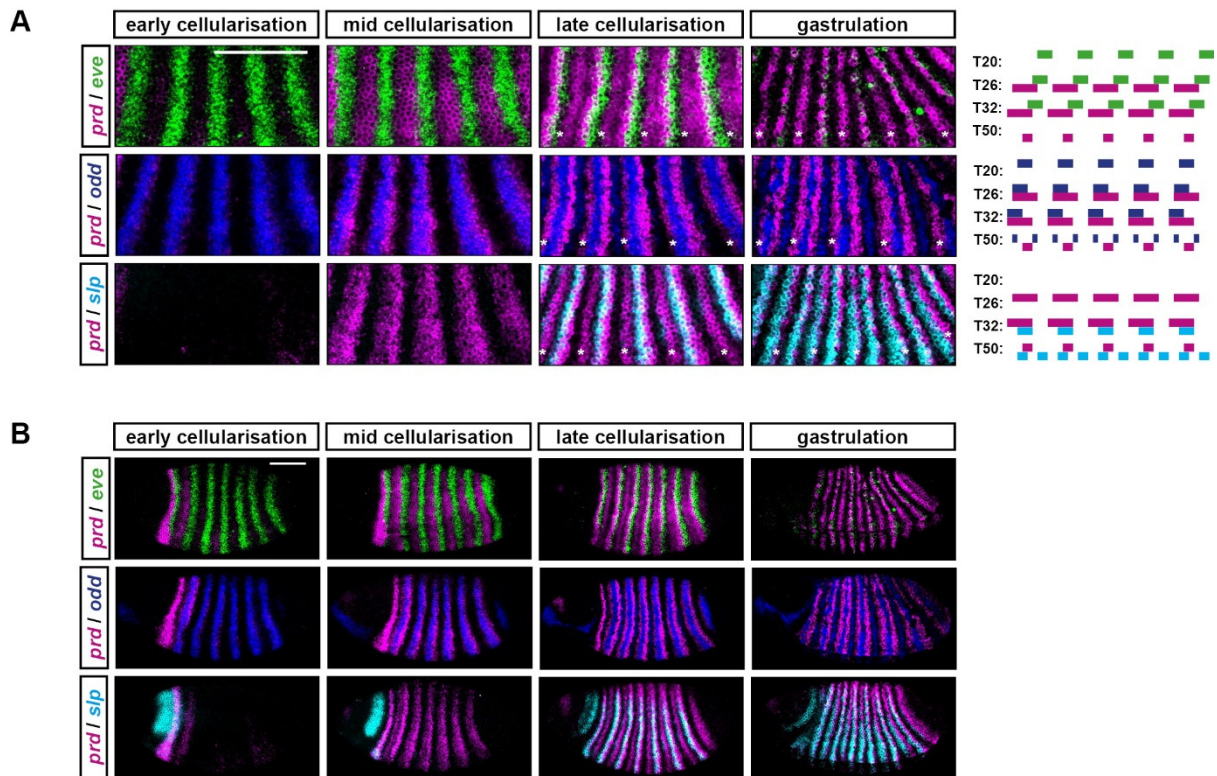 A
early cellularisation
mid cellularisation
late cellularisation
gastrulation
prd / eve
T20:
T26:
T32:
T50:
prd / odd
T20:
T26:
T32:
T50:
prd / slp
T20:
T26:
T32:
T50:
B
early cellularisation
mid cellularisation
late cellularisation
gastrulation
prd / eve
prd / odd
prd / slp